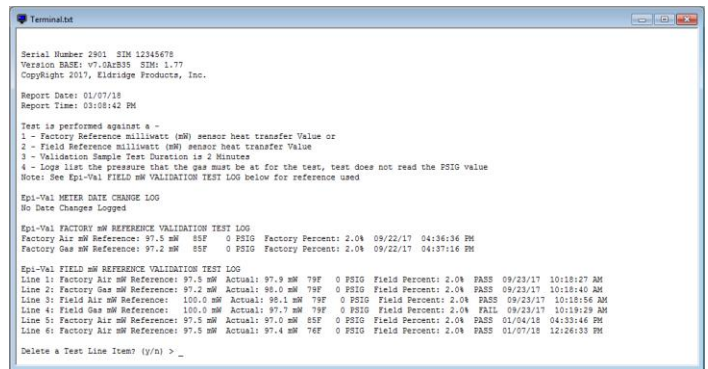 Terminal.txt
Serial Number 2901 SIM 12345678
Version BASE: v7.0ArB35 SIM: 1.77
CopyRight 2017, Eldridge Products, Inc.
Report Date: 01/07/18
Report Time: 03:08:42 PM
Test is performed against a -
1 - Factory Reference milliwatt (mW) sensor heat transfer Value or
2 - Field Reference milliwatt (mW) sensor heat transfer Value
3 - Validation Sample Test Duration is 2 Minutes
4 - Logs list the pressure that the gas must be at for the test, test does not read the PSIG value
Note: See Epi-Val FIELD mW VALIDATION TEST LOG below for reference used
Epi-Val METER DATE CHANGE LOG
No Date Changes Logged
Epi-Val FACTORY mW REFERENCE VALIDATION TEST LOG
Factory Air mW Reference: 97.5 mW 85F 0 PSIG Factory Percent: 2.0% 09/22/17 04:36:36 PM
Factory Gas mW Reference: 97.2 mW 85F 0 PSIG Factory Percent: 2.0% 09/22/17 04:37:16 PM
Epi-Val FIELD mW REFERENCE VALIDATION TEST LOG
Line 1: Factory Air mW Reference: 97.5 mW Actual: 97.9 mW 79F 0 PSIG Field Percent: 2.0% PASS 09/23/17 10:18:27 AM
Line 2: Factory Gas mW Reference: 97.2 mW Actual: 98.0 mW 79F 0 PSIG Field Percent: 2.0% PASS 09/23/17 10:18:40 AM
Line 3: Field Air mW Reference: 100.0 mW Actual: 98.1 mW 79F 0 PSIG Field Percent: 2.0% PASS 09/23/17 10:18:56 AM
Line 4: Field Gas mW Reference: 100.0 mW Actual: 97.7 mW 79F 0 PSIG Field Percent: 2.0% FAIL 09/23/17 10:19:29 AM
Line 5: Factory Air mW Reference: 97.5 mW Actual: 97.0 mW 85F 0 PSIG Field Percent: 2.0% PASS 01/04/18 04:33:46 PM
Line 6: Factory Air mW Reference: 97.5 mW Actual: 97.4 mW 76F 0 PSIG Field Percent: 2.0% PASS 01/07/18 12:26:33 PM
Delete a Test Line Item? (y/n) > _